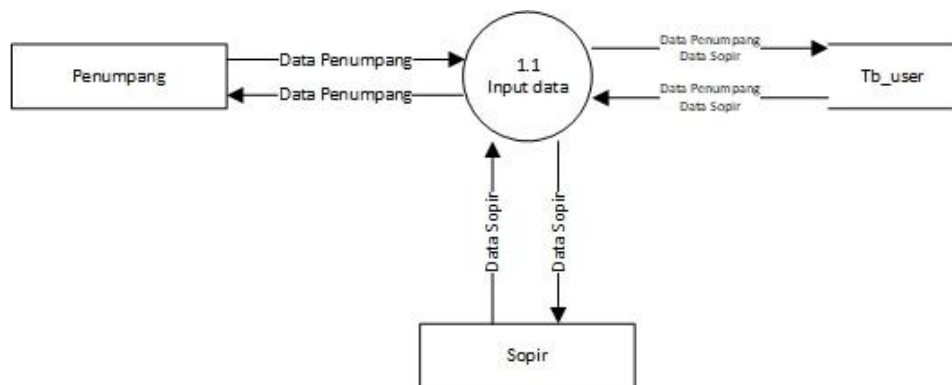 Data Penumpang
Data Sopir
Penumpang
Data Penumpang
1.1
Input data
Tb_user
Data Penumpang
Data Penumpang
Data Sopir
Data Sopir
Data Sopir
Sopir